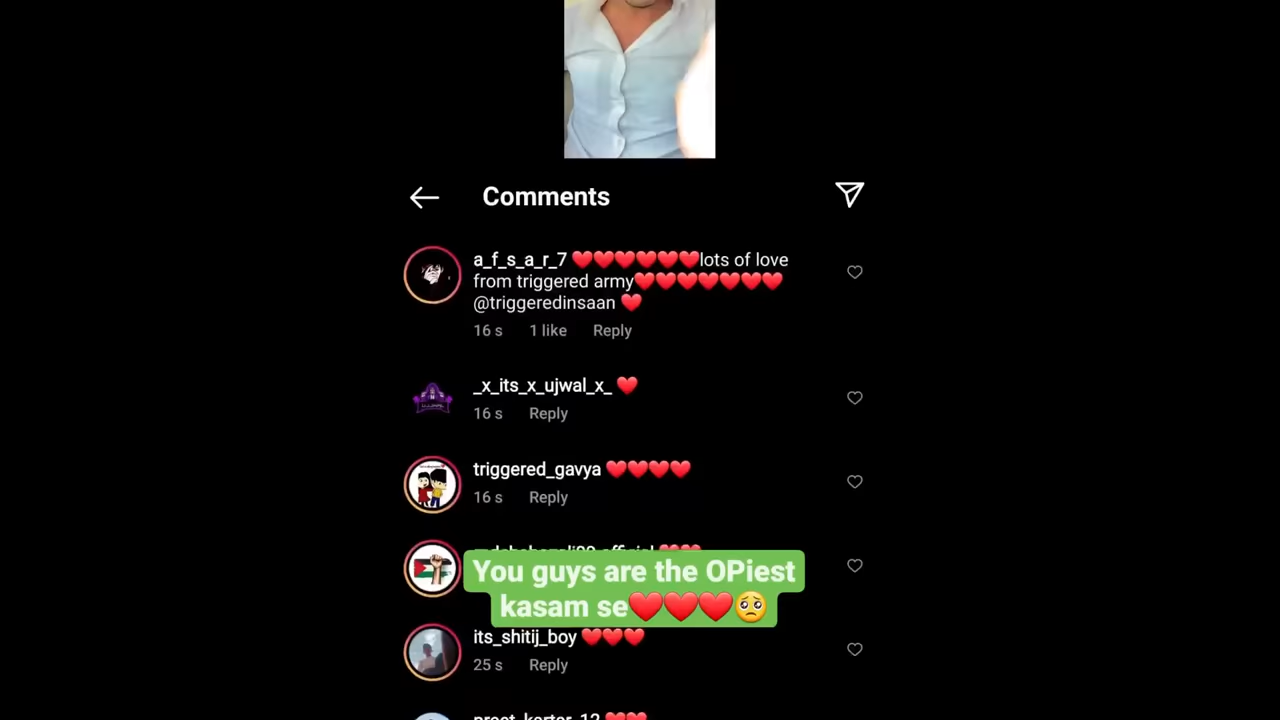 Comments
a_f_s_a_r_7 ❤️❤️❤️❤️❤️❤️lots of love
from triggered army❤️❤️❤️❤️❤️❤️❤️
@triggeredinsaan ❤️
16 s 1 like Reply
_x_its_x_ujwal_x_ ❤️
16 s Reply
triggered_gavya ❤️❤️❤️❤️
16 s Reply
You guys are the OPiest
kasam se❤️❤️❤️🥺
its_shitij_boy ❤️❤️❤️
25 s Reply